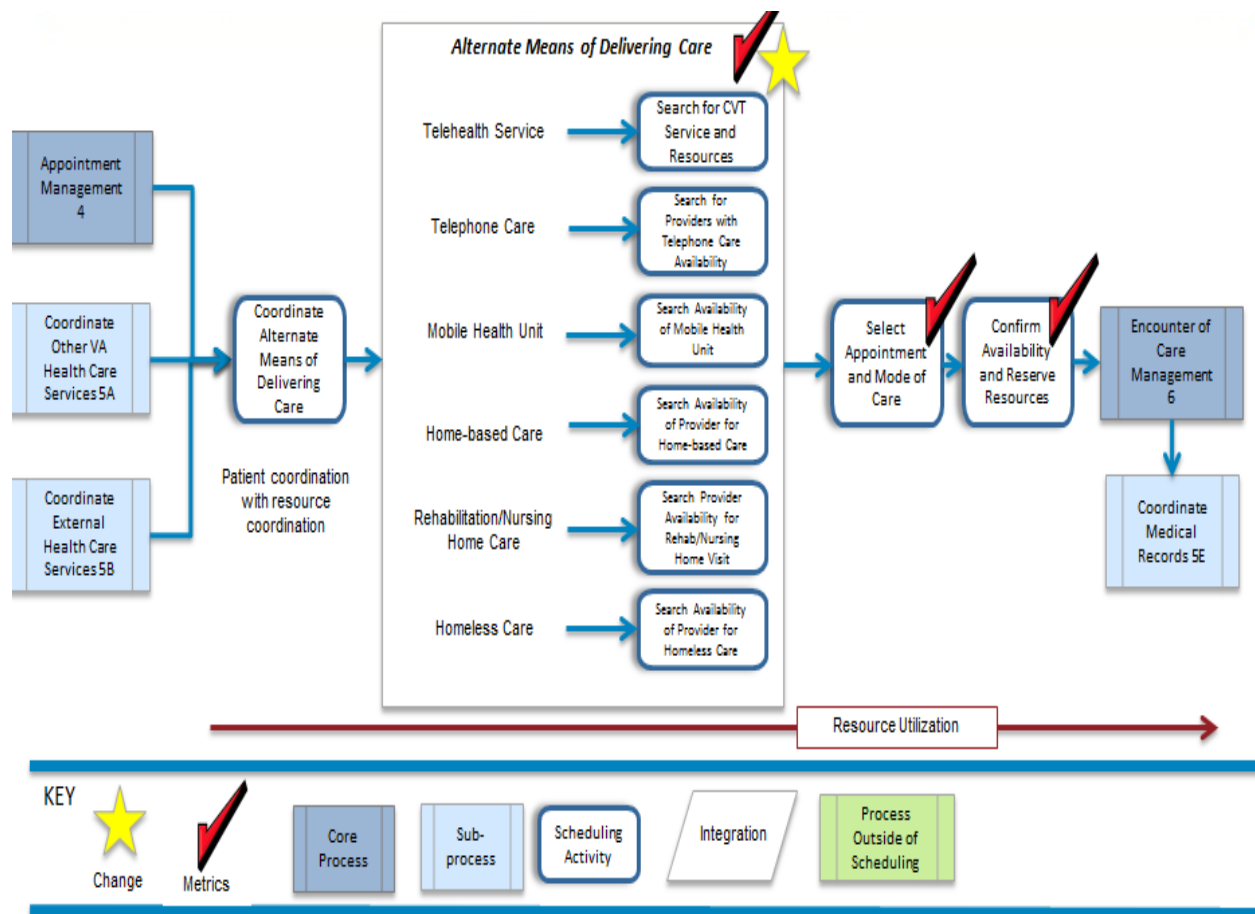 Alternate Means of Delivering Care
Appointment
Management
4
Coordinate
Other VA
Health Care
Services 5A
Coordinate
External
Health Care
Services 5B
Coordinate
Alternate
Means of
Delivering
Care
Patient coordination
with resource
coordination
Telehealth Service
Search for CVT
Service and
Resources
Telephone Care
Search for
Providers with
Telephone Care
Availability
Mobile Health Unit
Search Availability
of Mobile Health
Unit
Home-based Care
Search Availability
of Provider for
Home-based Care
Rehabilitation/Nursing
Home Care
Search Provider
Availability for
Rehab/Nursing
Home Visit
Homeless Care
Search Availability
of Provider for
Homeless Care
Select
Appointment
and Mode of
Care
Confirm
Availability
and Reserve
Resources
Encounter of
Care
Management
6
Coordinate
Medical
Records 5E
Resource Utilization
KEY
Change
Metrics
Core
Process
Sub-
process
Scheduling
Activity
Integration
Process
Outside of
Scheduling